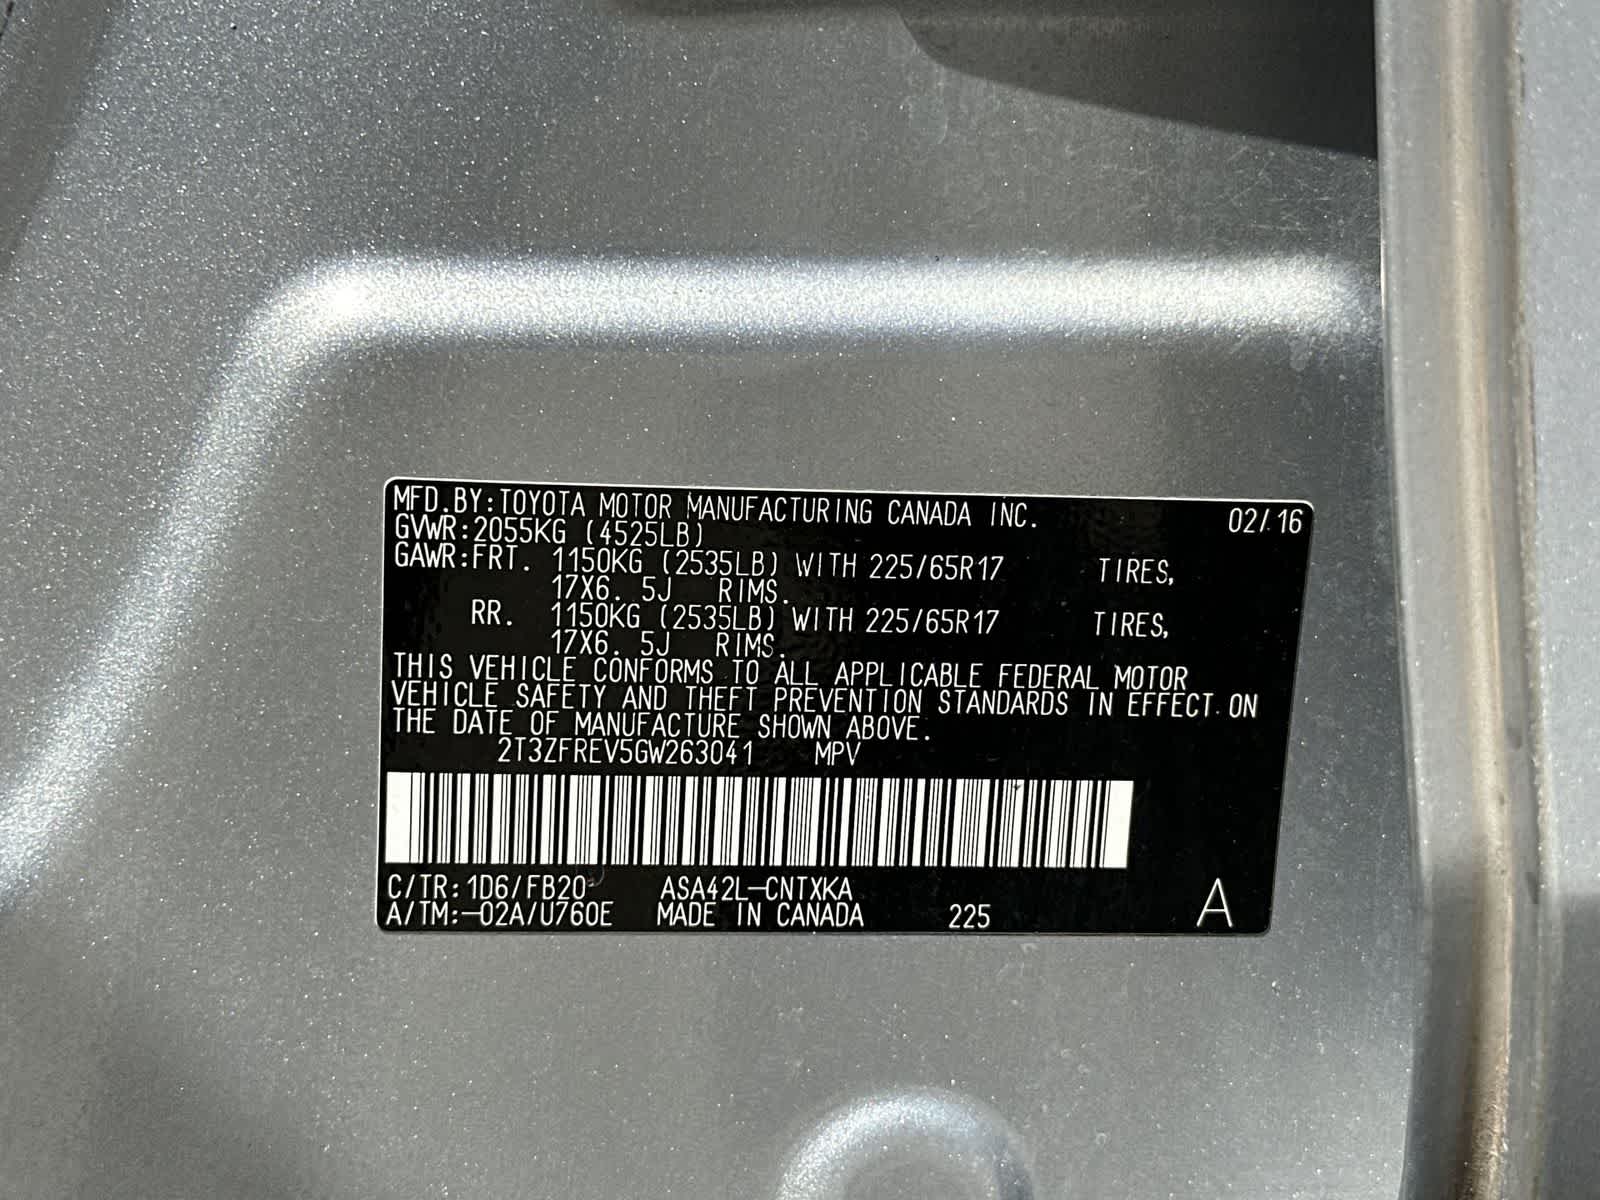 MFD.BY:TOYOTA MOTOR MANUFACTURING CANADA INC. 02/16
GVWR:2055KG (4525LB)
GAWR:FRT. 1150KG (2535LB) WITH 225/65R17 TIRES,
17X6. 5J RIMS.
RR. 1150KG (2535LB) WITH 225/65R17 TIRES,
17X6. 5J RIMS.
THIS VEHICLE CONFORMS TO ALL APPLICABLE FEDERAL MOTOR
VEHICLE SAFETY AND THEFT PREVENTION STANDARDS IN EFFECT ON
THE DATE OF MANUFACTURE SHOWN ABOVE.
2T3ZFREV5GW263041 MPV
C/TR:1D6/FB20 ASA42L-CNTXKA
A/TM:-02A/U760E MADE IN CANADA 225 A